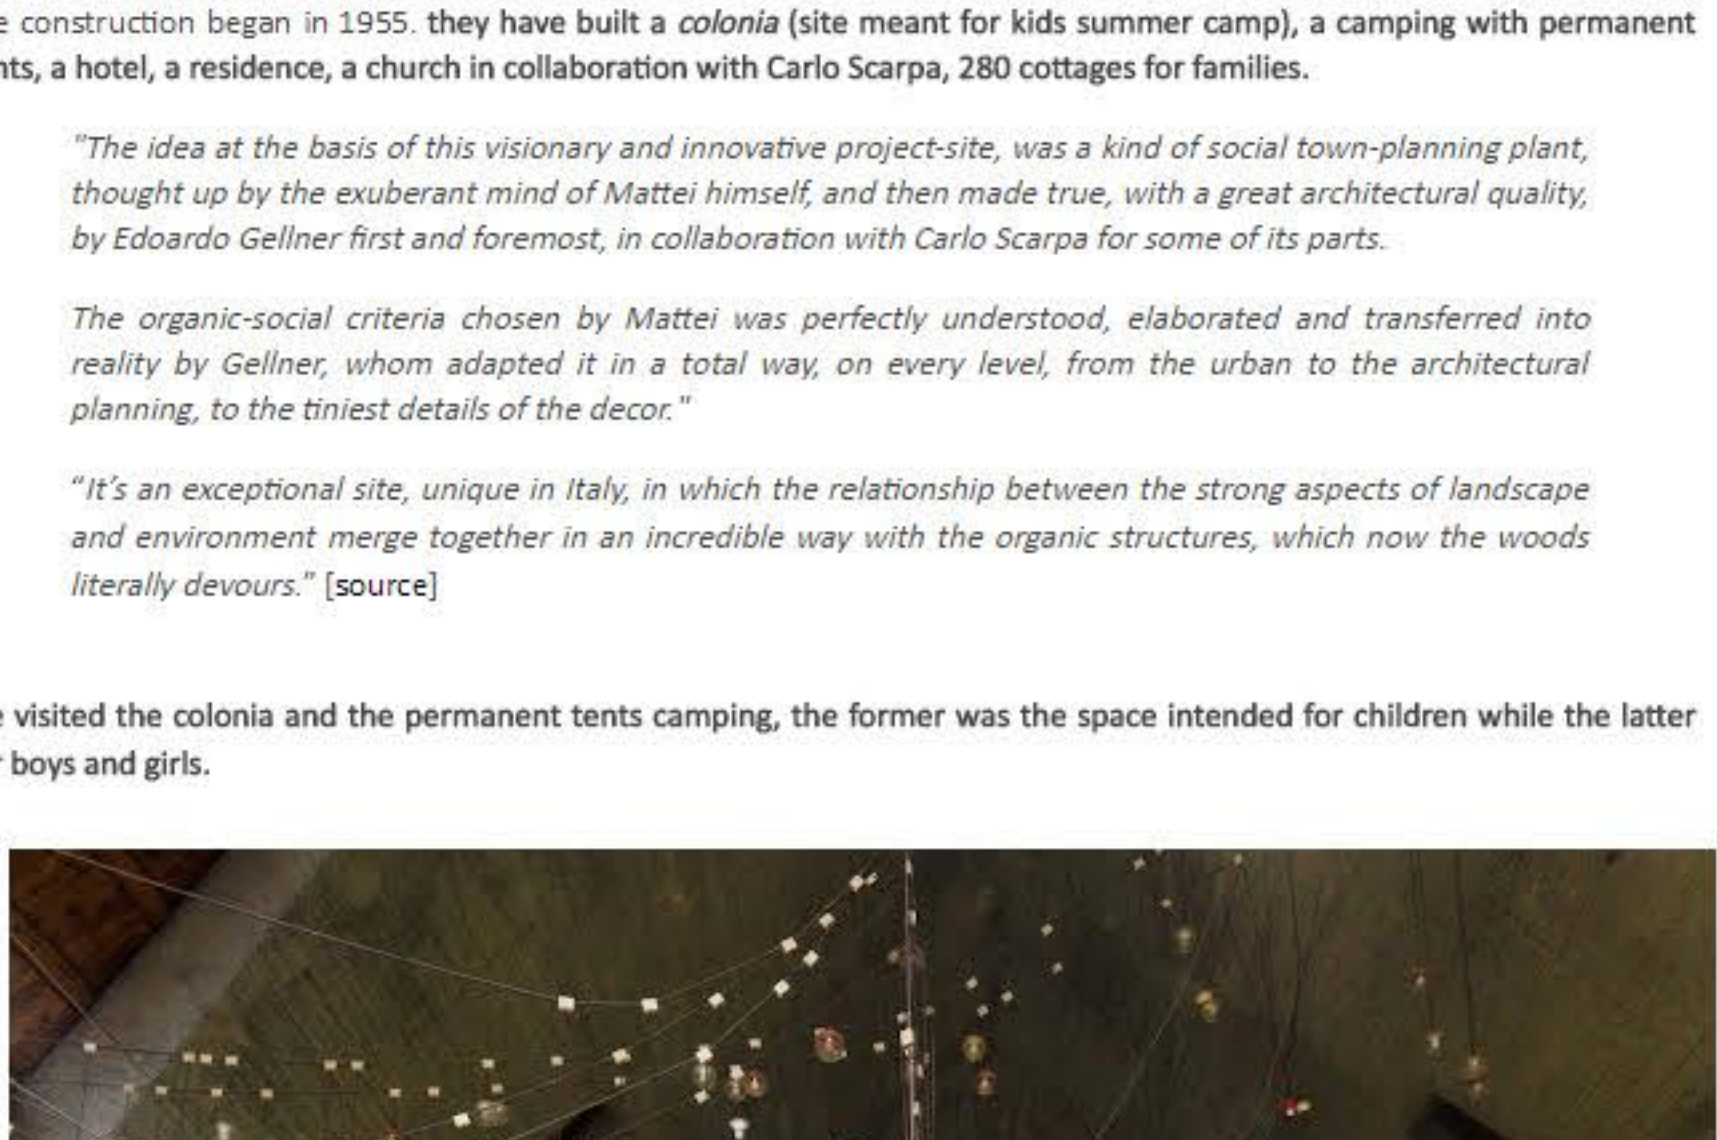 construction began in 1955. they have built a colonia (site meant for kids summer camp), a camping with permanent
a hotel, a residence, a church in collaboration with Carlo Scarpa, 280 cottages for families.
"The idea at the basis of this visionary and innovative project-site, was a kind of social town-planning plant,
thought up by the exuberant mind of Mattei himself, and then made true, with a great architectural quality,
by Edoardo Gellner first and foremost, in collaboration with Carlo Scarpa for some of its parts.
The organic-social criteria chosen by Mattei was perfectly understood, elaborated and transferred into
reality by Gellner, whom adapted it in a total way, on every level, from the urban to the architectural
planning, to the tiniest details of the decor."
“It’s an exceptional site, unique in Italy, in which the relationship between the strong aspects of landscape
and environment merge together in an incredible way with the organic structures, which now the woods
literally devours.” [source]
visited the colonia and the permanent tents camping, the former was the space intended for children while the latter
boys and girls.